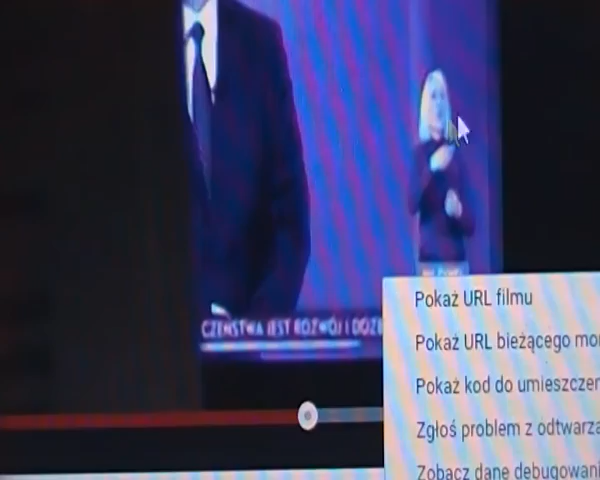 CZEŃSTWA JEST ROZWÓJ I DOZB
Pokaż URL filmu
Pokaż URL bieżącego mo
Pokaż kod do umieszczen
Zgłoś problem z odtwarza
Zobacz dane debugowani